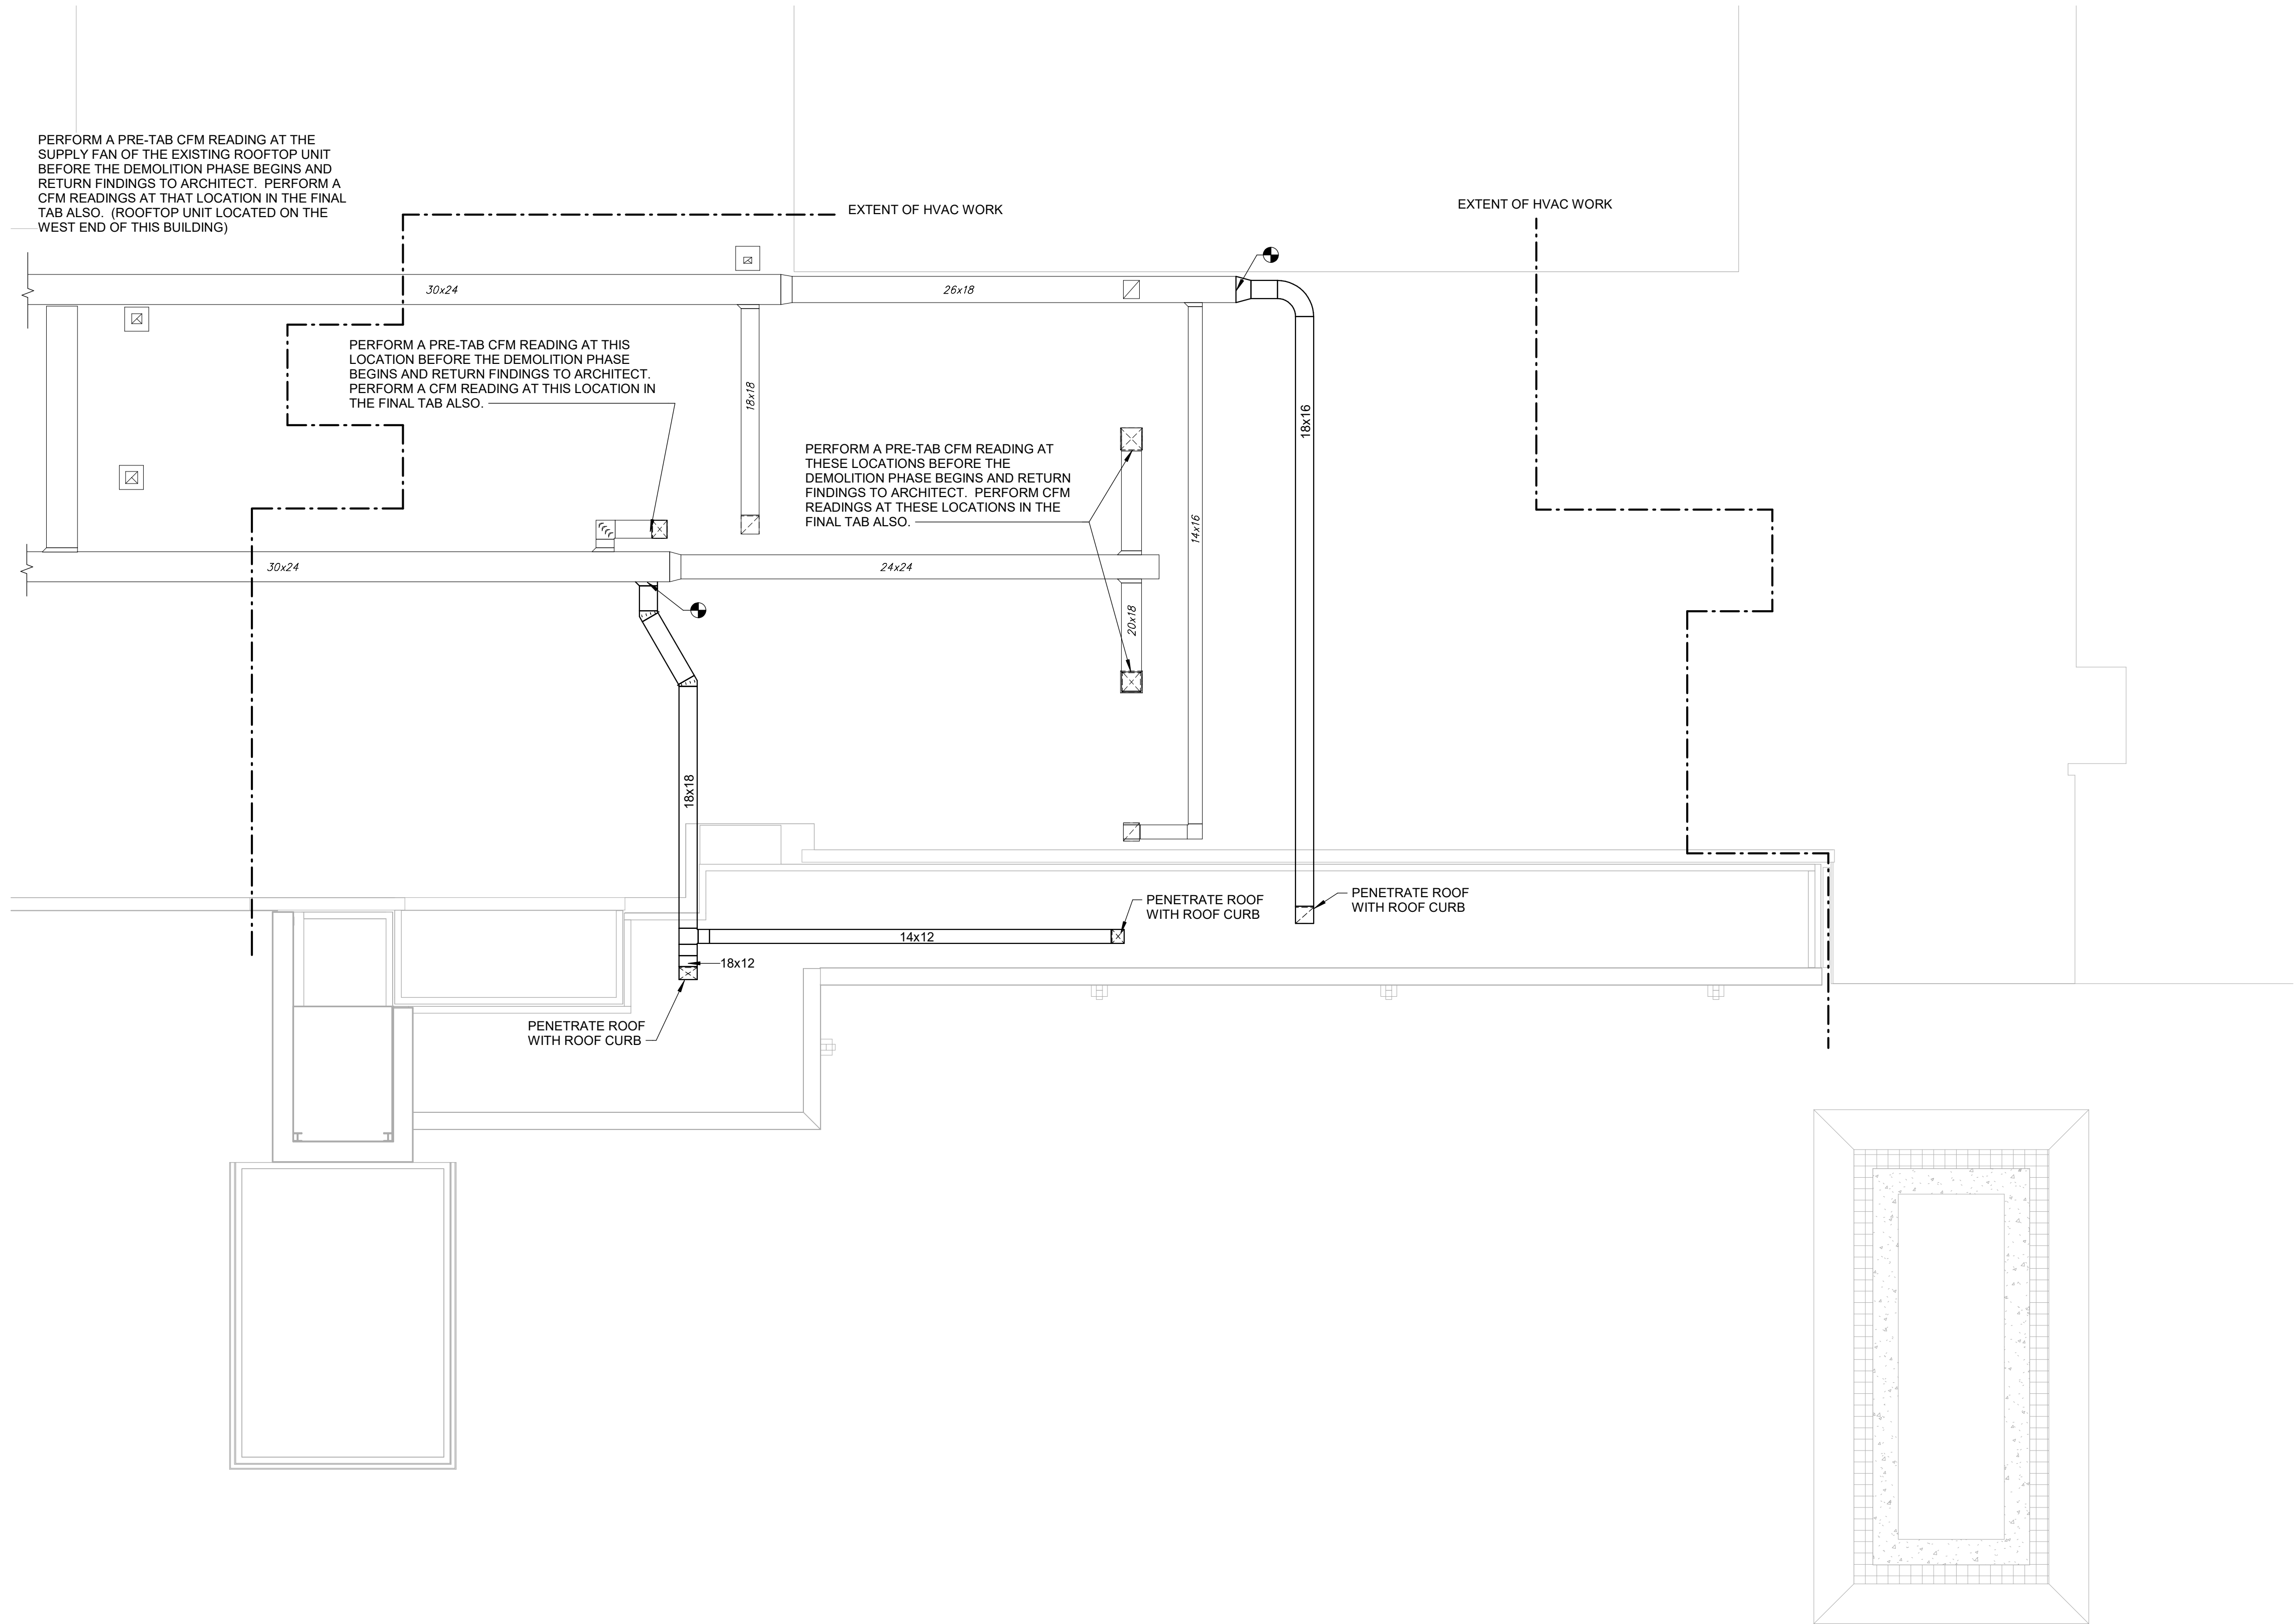 PERFORM A PRE-TAB CFM READING AT THE
SUPPLY FAN OF THE EXISTING ROOFTOP UNIT
BEFORE THE DEMOLITION PHASE BEGINS AND
RETURN FINDINGS TO ARCHITECT. PERFORM A
CFM READINGS AT THAT LOCATION IN THE FINAL
TAB ALSO. (ROOFTOP UNIT LOCATED ON THE
WEST END OF THIS BUILDING)
EXTENT OF HVAC WORK
EXTENT OF HVAC WORK
30x24
26x18
PERFORM A PRE-TAB CFM READING AT THIS
LOCATION BEFORE THE DEMOLITION PHASE
BEGINS AND RETURN FINDINGS TO ARCHITECT.
PERFORM A CFM READING AT THIS LOCATION IN
THE FINAL TAB ALSO.
18x18
18x16
PERFORM A PRE-TAB CFM READING AT
THESE LOCATIONS BEFORE THE
DEMOLITION PHASE BEGINS AND RETURN
FINDINGS TO ARCHITECT. PERFORM CFM
READINGS AT THESE LOCATIONS IN THE
FINAL TAB ALSO.
14x16
30x24
24x24
20x18
18x18
PENETRATE ROOF
WITH ROOF CURB
PENETRATE ROOF
WITH ROOF CURB
14x12
18x12
PENETRATE ROOF
WITH ROOF CURB